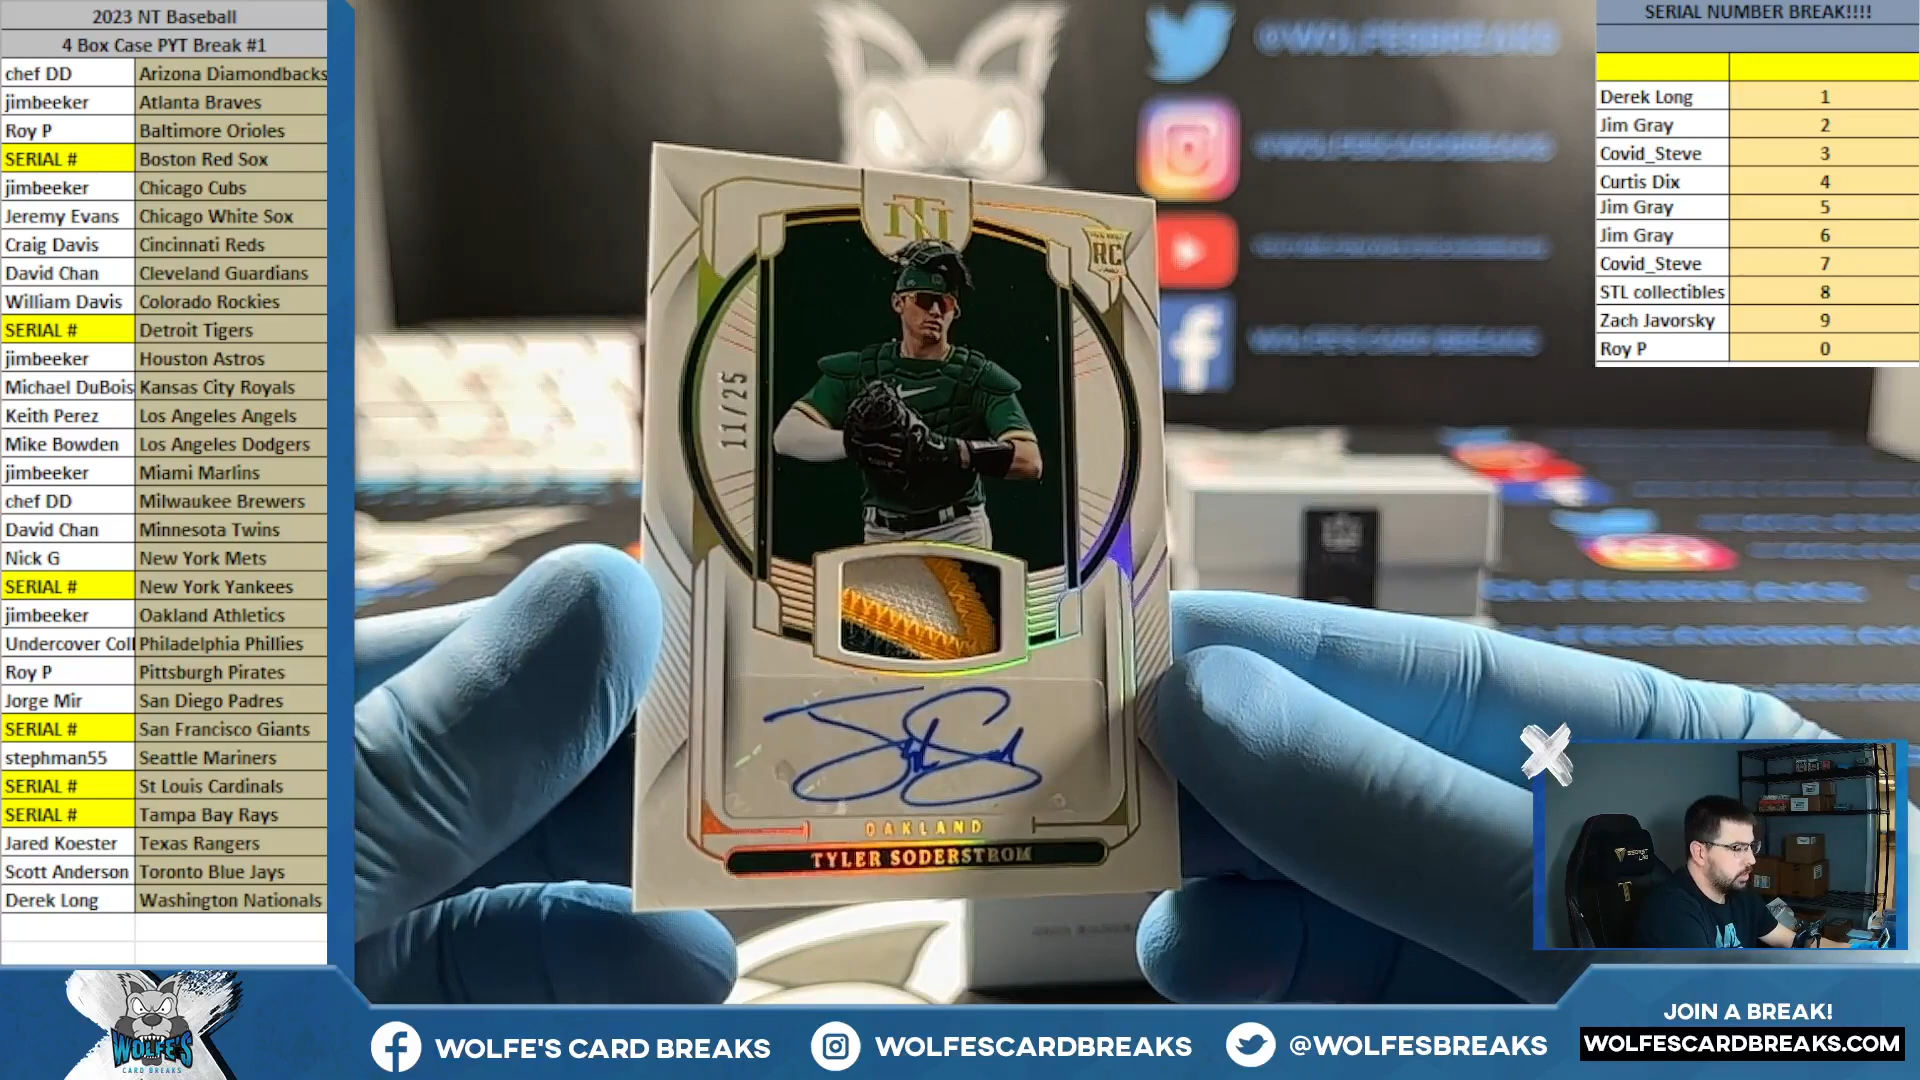 2023 NT Baseball
4 Box Case PYT Break #1
chef DD Arizona Diamondbacks
jimbeeker Atlanta Braves
Roy P Baltimore Orioles
SERIAL # Boston Red Sox
jimbeeker Chicago Cubs
Jeremy Evans Chicago White Sox
Craig Davis Cincinnati Reds
David Chan Cleveland Guardians
William Davis Colorado Rockies
SERIAL # Detroit Tigers
jimbeeker Houston Astros
Michael DuBois Kansas City Royals
Keith Perez Los Angeles Angels
Mike Bowden Los Angeles Dodgers
jimbeeker Miami Marlins
chef DD Milwaukee Brewers
David Chan Minnesota Twins
Nick G New York Mets
SERIAL # New York Yankees
jimbeeker Oakland Athletics
Undercover Coll Philadelphia Phillies
Roy P Pittsburgh Pirates
Jorge Mir San Diego Padres
SERIAL # San Francisco Giants
stephman55 Seattle Mariners
SERIAL # St Louis Cardinals
SERIAL # Tampa Bay Rays
Jared Koester Texas Rangers
Scott Anderson Toronto Blue Jays
Derek Long Washington Nationals
@WOLFESBREAKS
WOLFESCARDBREAKS
WOLFE'S CARD BREAKS
NT
RC
11/25
OAKLAND
TYLER SODERSTROM
SERIAL NUMBER BREAK!!!!
Derek Long 1
Jim Gray 2
Covid_Steve 3
Curtis Dix 4
Jim Gray 5
Jim Gray 6
Covid_Steve 7
STL collectibles 8
Zach Javorsky 9
Roy P 0
WOLFE'S
CARD BREAKS
WOLFE'S CARD BREAKS
WOLFESCARDBREAKS
@WOLFESBREAKS
JOIN A BREAK!
WOLFESCARDBREAKS.COM